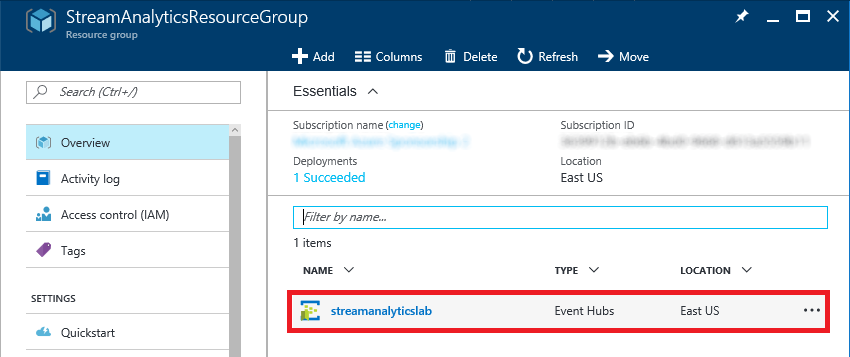 StreamAnalyticsResourceGroup
Resource group
Add Columns Delete Refresh Move
Search (Ctrl+/)
Overview
Activity log
Access control (IAM)
Tags
SETTINGS
Quickstart
Essentials
Subscription name (change) Subscription ID
Deployments Location
1 Succeeded East US
Filter by name...
1 items
NAME TYPE LOCATION
streamanalyticslab Event Hubs East US ...